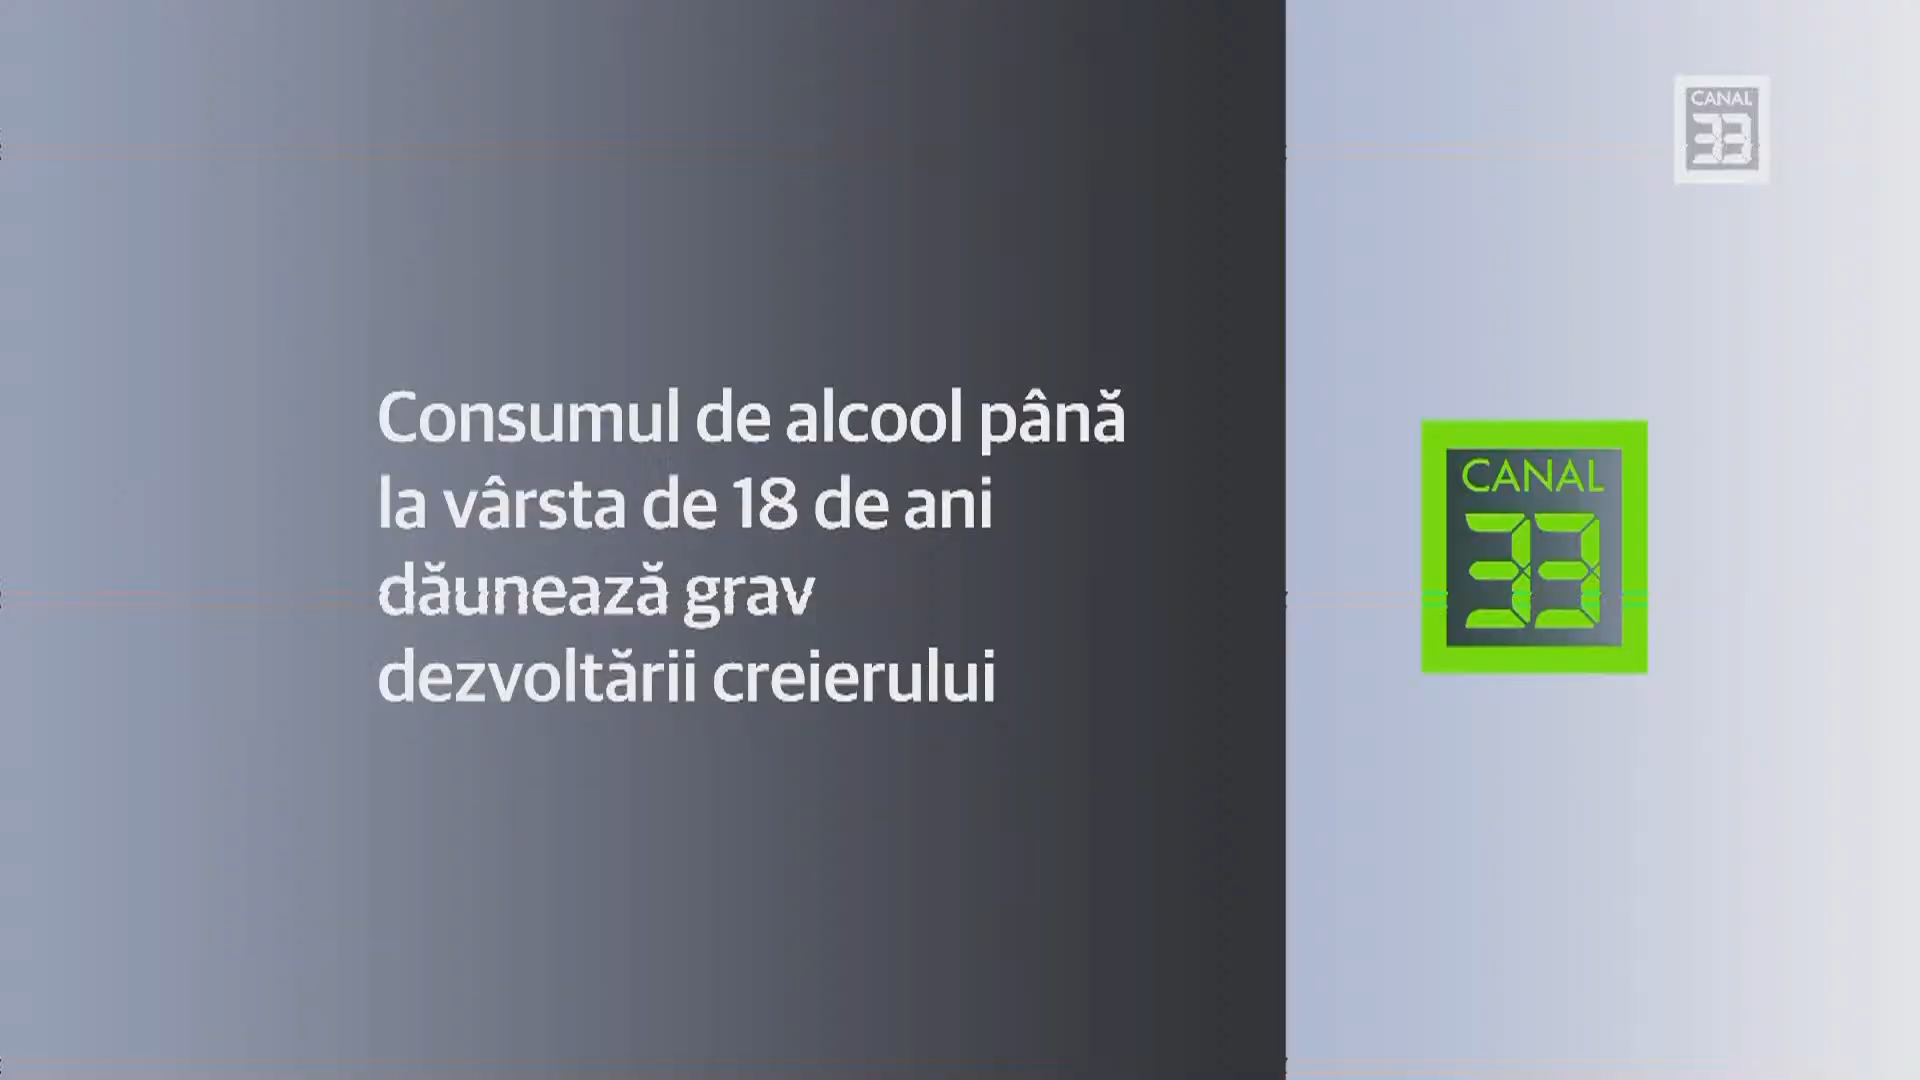 CANAL
33
Consumul de alcool până
la vârsta de 18 de ani
dăunează grav
dezvoltării creierului
CANAL
33